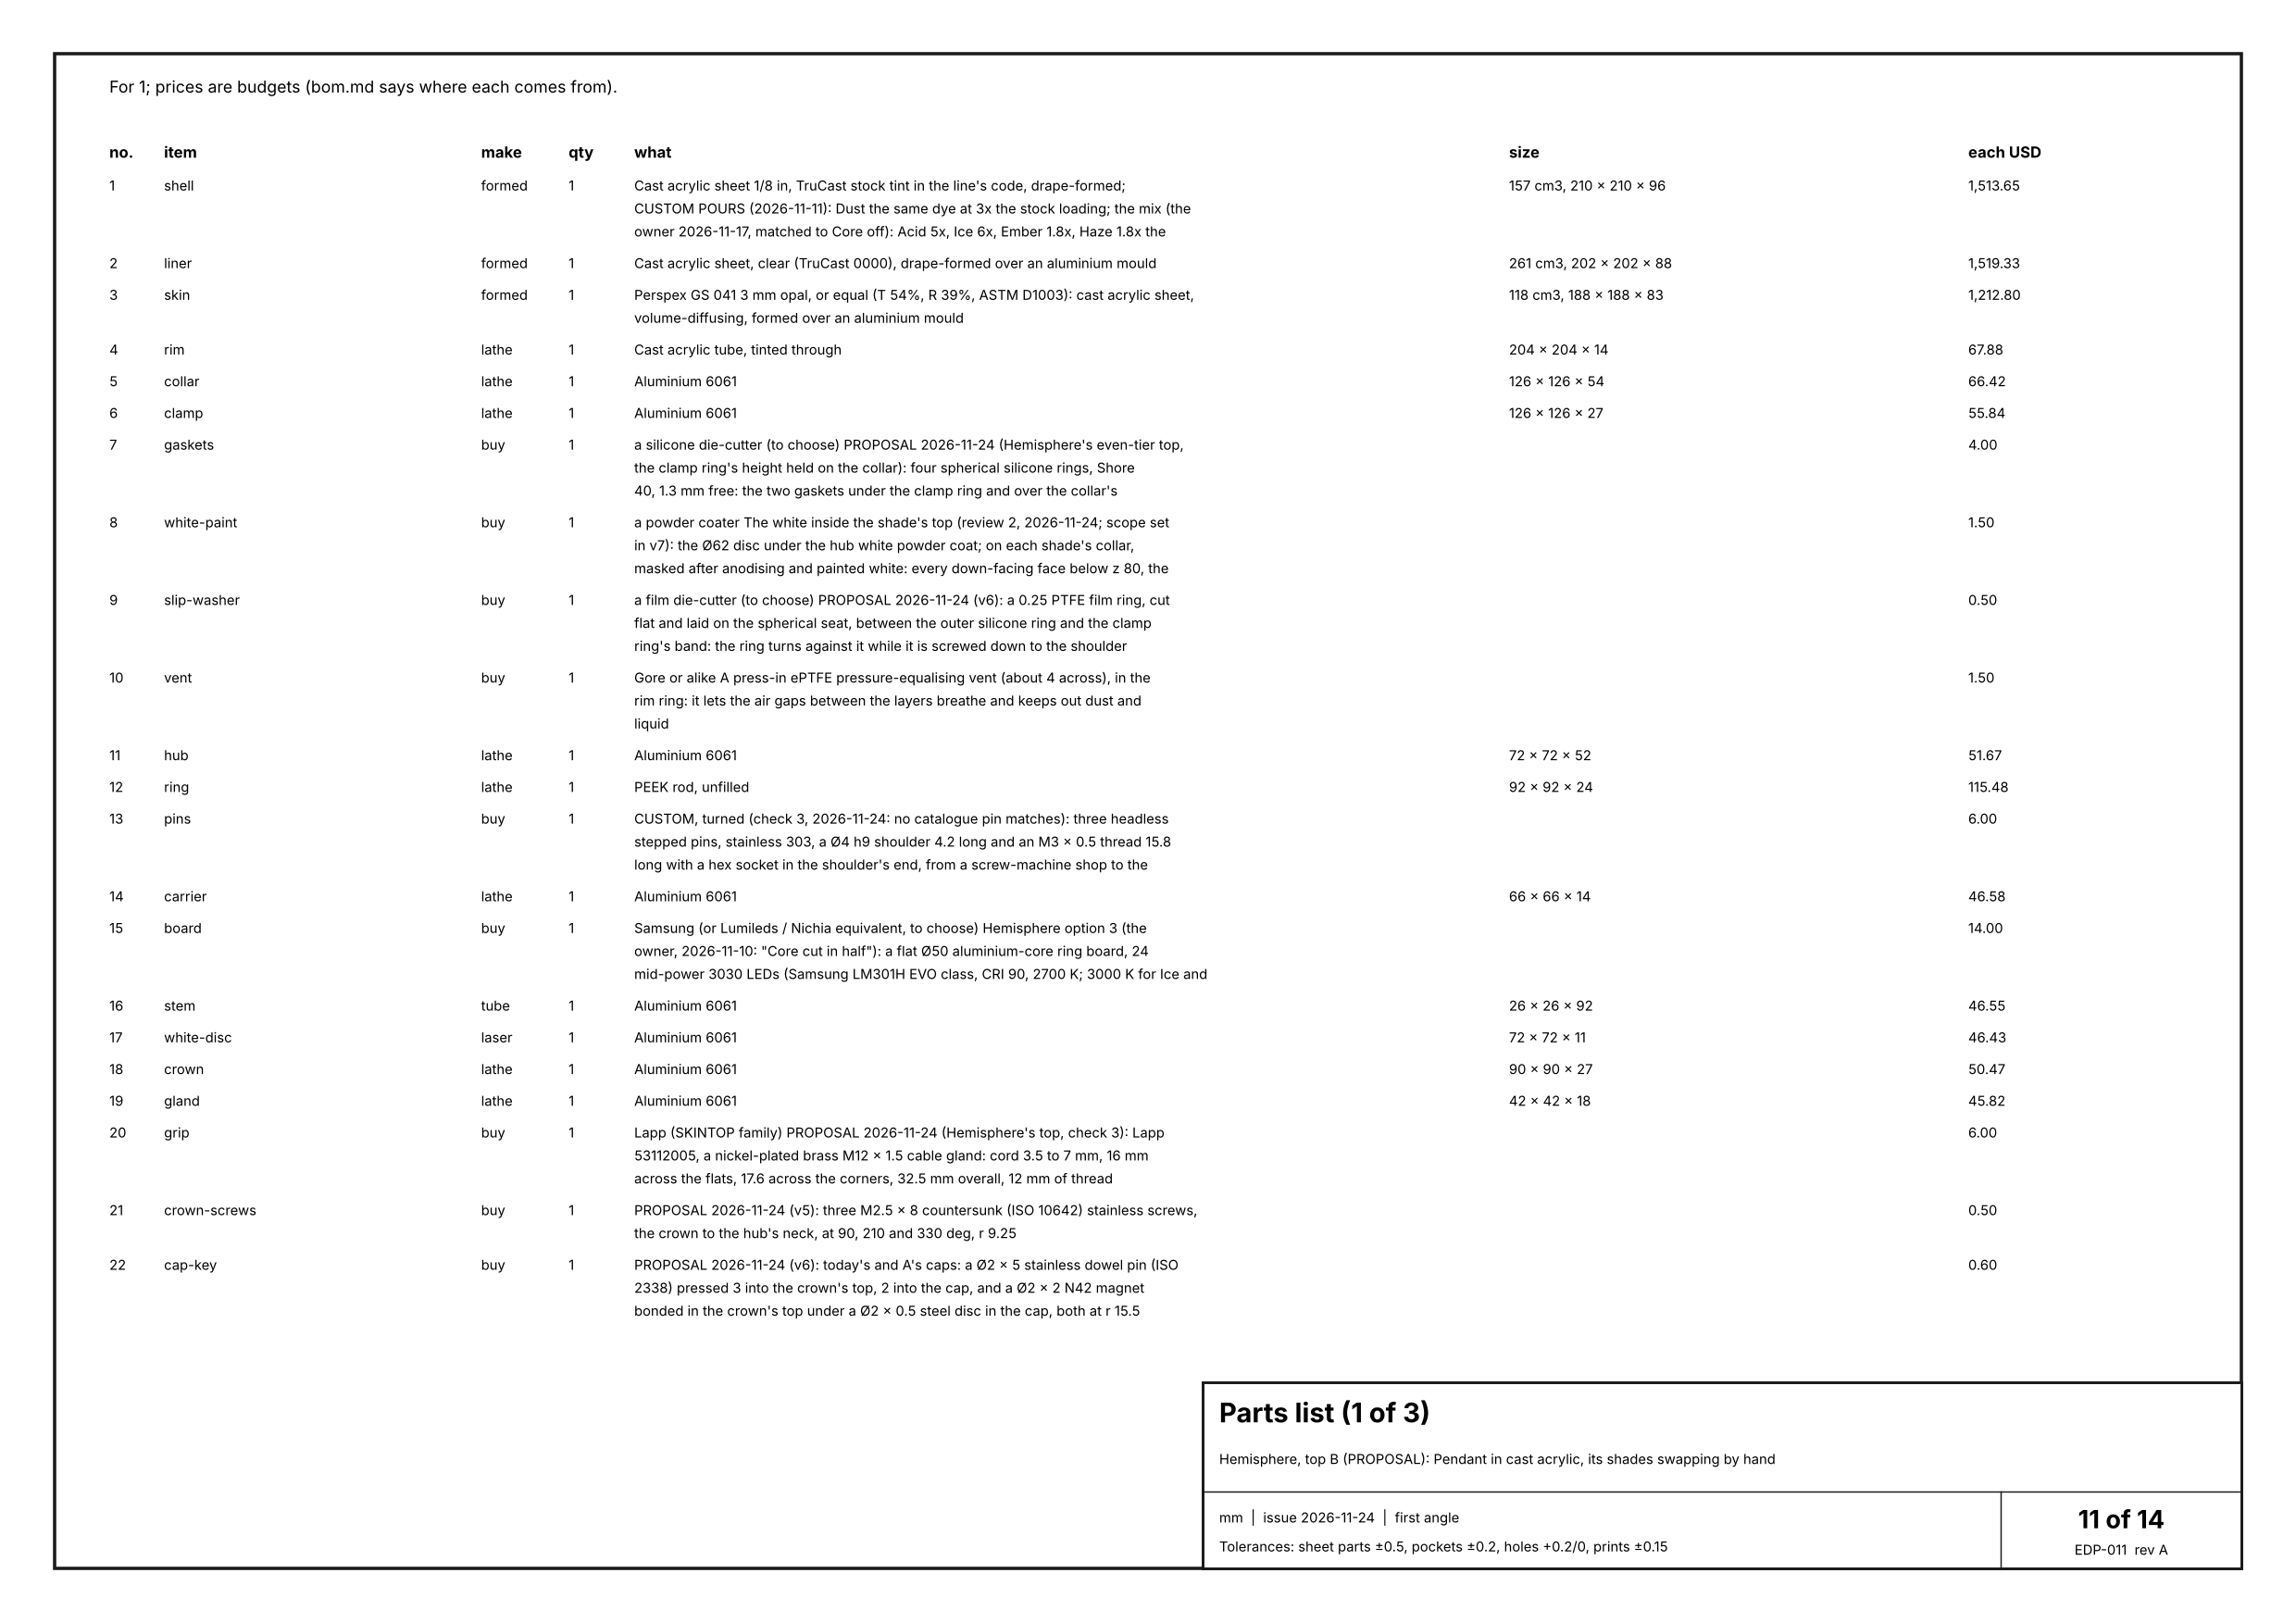 For 1; prices are budgets (bom.md says where each comes from).
no. item make qty what size each USD
1 shell formed 1 Cast acrylic sheet 1/8 in, TruCast stock tint in the line's code, drape-formed; 157 cm3, 210 × 210 × 96 1,513.65
CUSTOM POURS (2026-11-11): Dust the same dye at 3x the stock loading; the mix (the
owner 2026-11-17, matched to Core off): Acid 5x, Ice 6x, Ember 1.8x, Haze 1.8x the
2 liner formed 1 Cast acrylic sheet, clear (TruCast 0000), drape-formed over an aluminium mould 261 cm3, 202 × 202 × 88 1,519.33
3 skin formed 1 Perspex GS 041 3 mm opal, or equal (T 54%, R 39%, ASTM D1003): cast acrylic sheet, 118 cm3, 188 × 188 × 83 1,212.80
volume-diffusing, formed over an aluminium mould
4 rim lathe 1 Cast acrylic tube, tinted through 204 × 204 × 14 67.88
5 collar lathe 1 Aluminium 6061 126 × 126 × 54 66.42
6 clamp lathe 1 Aluminium 6061 126 × 126 × 27 55.84
7 gaskets buy 1 a silicone die-cutter (to choose) PROPOSAL 2026-11-24 (Hemisphere's even-tier top, 4.00
the clamp ring's height held on the collar): four spherical silicone rings, Shore
40, 1.3 mm free: the two gaskets under the clamp ring and over the collar's
8 white-paint buy 1 a powder coater The white inside the shade's top (review 2, 2026-11-24; scope set 1.50
in v7): the Ø62 disc under the hub white powder coat; on each shade's collar,
masked after anodising and painted white: every down-facing face below z 80, the
9 slip-washer buy 1 a film die-cutter (to choose) PROPOSAL 2026-11-24 (v6): a 0.25 PTFE film ring, cut 0.50
flat and laid on the spherical seat, between the outer silicone ring and the clamp
ring's band: the ring turns against it while it is screwed down to the shoulder
10 vent buy 1 Gore or alike A press-in ePTFE pressure-equalising vent (about 4 across), in the 1.50
rim ring: it lets the air gaps between the layers breathe and keeps out dust and
liquid
11 hub lathe 1 Aluminium 6061 72 × 72 × 52 51.67
12 ring lathe 1 PEEK rod, unfilled 92 × 92 × 24 115.48
13 pins buy 1 CUSTOM, turned (check 3, 2026-11-24: no catalogue pin matches): three headless 6.00
stepped pins, stainless 303, a Ø4 h9 shoulder 4.2 long and an M3 × 0.5 thread 15.8
long with a hex socket in the shoulder's end, from a screw-machine shop to the
14 carrier lathe 1 Aluminium 6061 66 × 66 × 14 46.58
15 board buy 1 Samsung (or Lumileds / Nichia equivalent, to choose) Hemisphere option 3 (the 14.00
owner, 2026-11-10: "Core cut in half"): a flat Ø50 aluminium-core ring board, 24
mid-power 3030 LEDs (Samsung LM301H EVO class, CRI 90, 2700 K; 3000 K for Ice and
16 stem tube 1 Aluminium 6061 26 × 26 × 92 46.55
17 white-disc laser 1 Aluminium 6061 72 × 72 × 11 46.43
18 crown lathe 1 Aluminium 6061 90 × 90 × 27 50.47
19 gland lathe 1 Aluminium 6061 42 × 42 × 18 45.82
20 grip buy 1 Lapp (SKINTOP family) PROPOSAL 2026-11-24 (Hemisphere's top, check 3): Lapp 6.00
53112005, a nickel-plated brass M12 × 1.5 cable gland: cord 3.5 to 7 mm, 16 mm
across the flats, 17.6 across the corners, 32.5 mm overall, 12 mm of thread
21 crown-screws buy 1 PROPOSAL 2026-11-24 (v5): three M2.5 × 8 countersunk (ISO 10642) stainless screws, 0.50
the crown to the hub's neck, at 90, 210 and 330 deg, r 9.25
22 cap-key buy 1 PROPOSAL 2026-11-24 (v6): today's and A's caps: a Ø2 × 5 stainless dowel pin (ISO 0.60
2338) pressed 3 into the crown's top, 2 into the cap, and a Ø2 × 2 N42 magnet
bonded in the crown's top under a Ø2 × 0.5 steel disc in the cap, both at r 15.5
Parts list (1 of 3)
Hemisphere, top B (PROPOSAL): Pendant in cast acrylic, its shades swapping by hand
mm | issue 2026-11-24 | first angle
Tolerances: sheet parts ±0.5, pockets ±0.2, holes +0.2/0, prints ±0.15
11 of 14
EDP-011 rev A